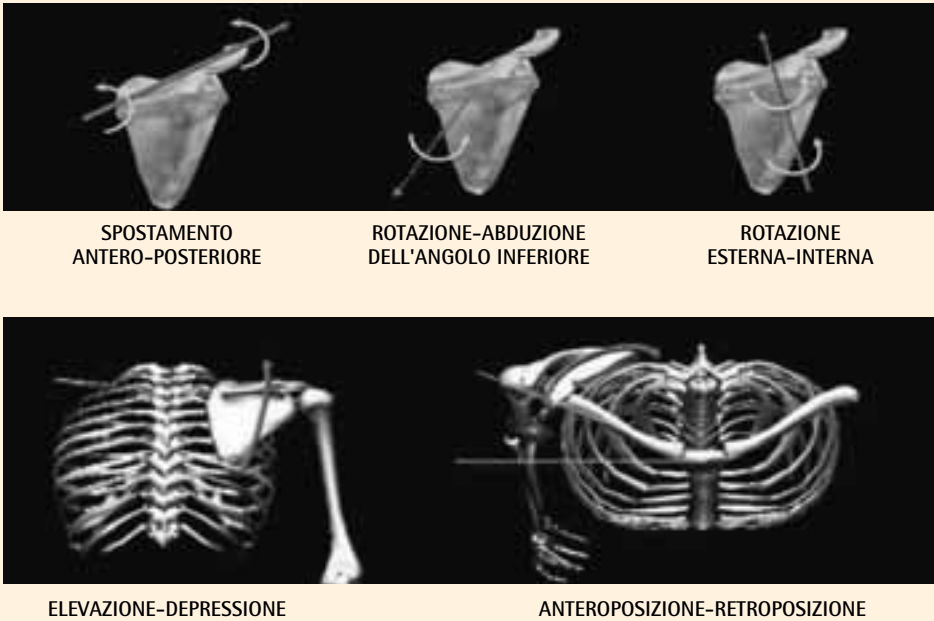 SPOSTAMENTO
ANTERO-POSTERIORE
ROTAZIONE-ABDUZIONE
DELL'ANGOLO INFERIORE
ROTAZIONE
ESTERNA-INTERNA
ELEVAZIONE-DEPRESSIONE
ANTEROPOSIZIONE-RETROPOSIZIONE